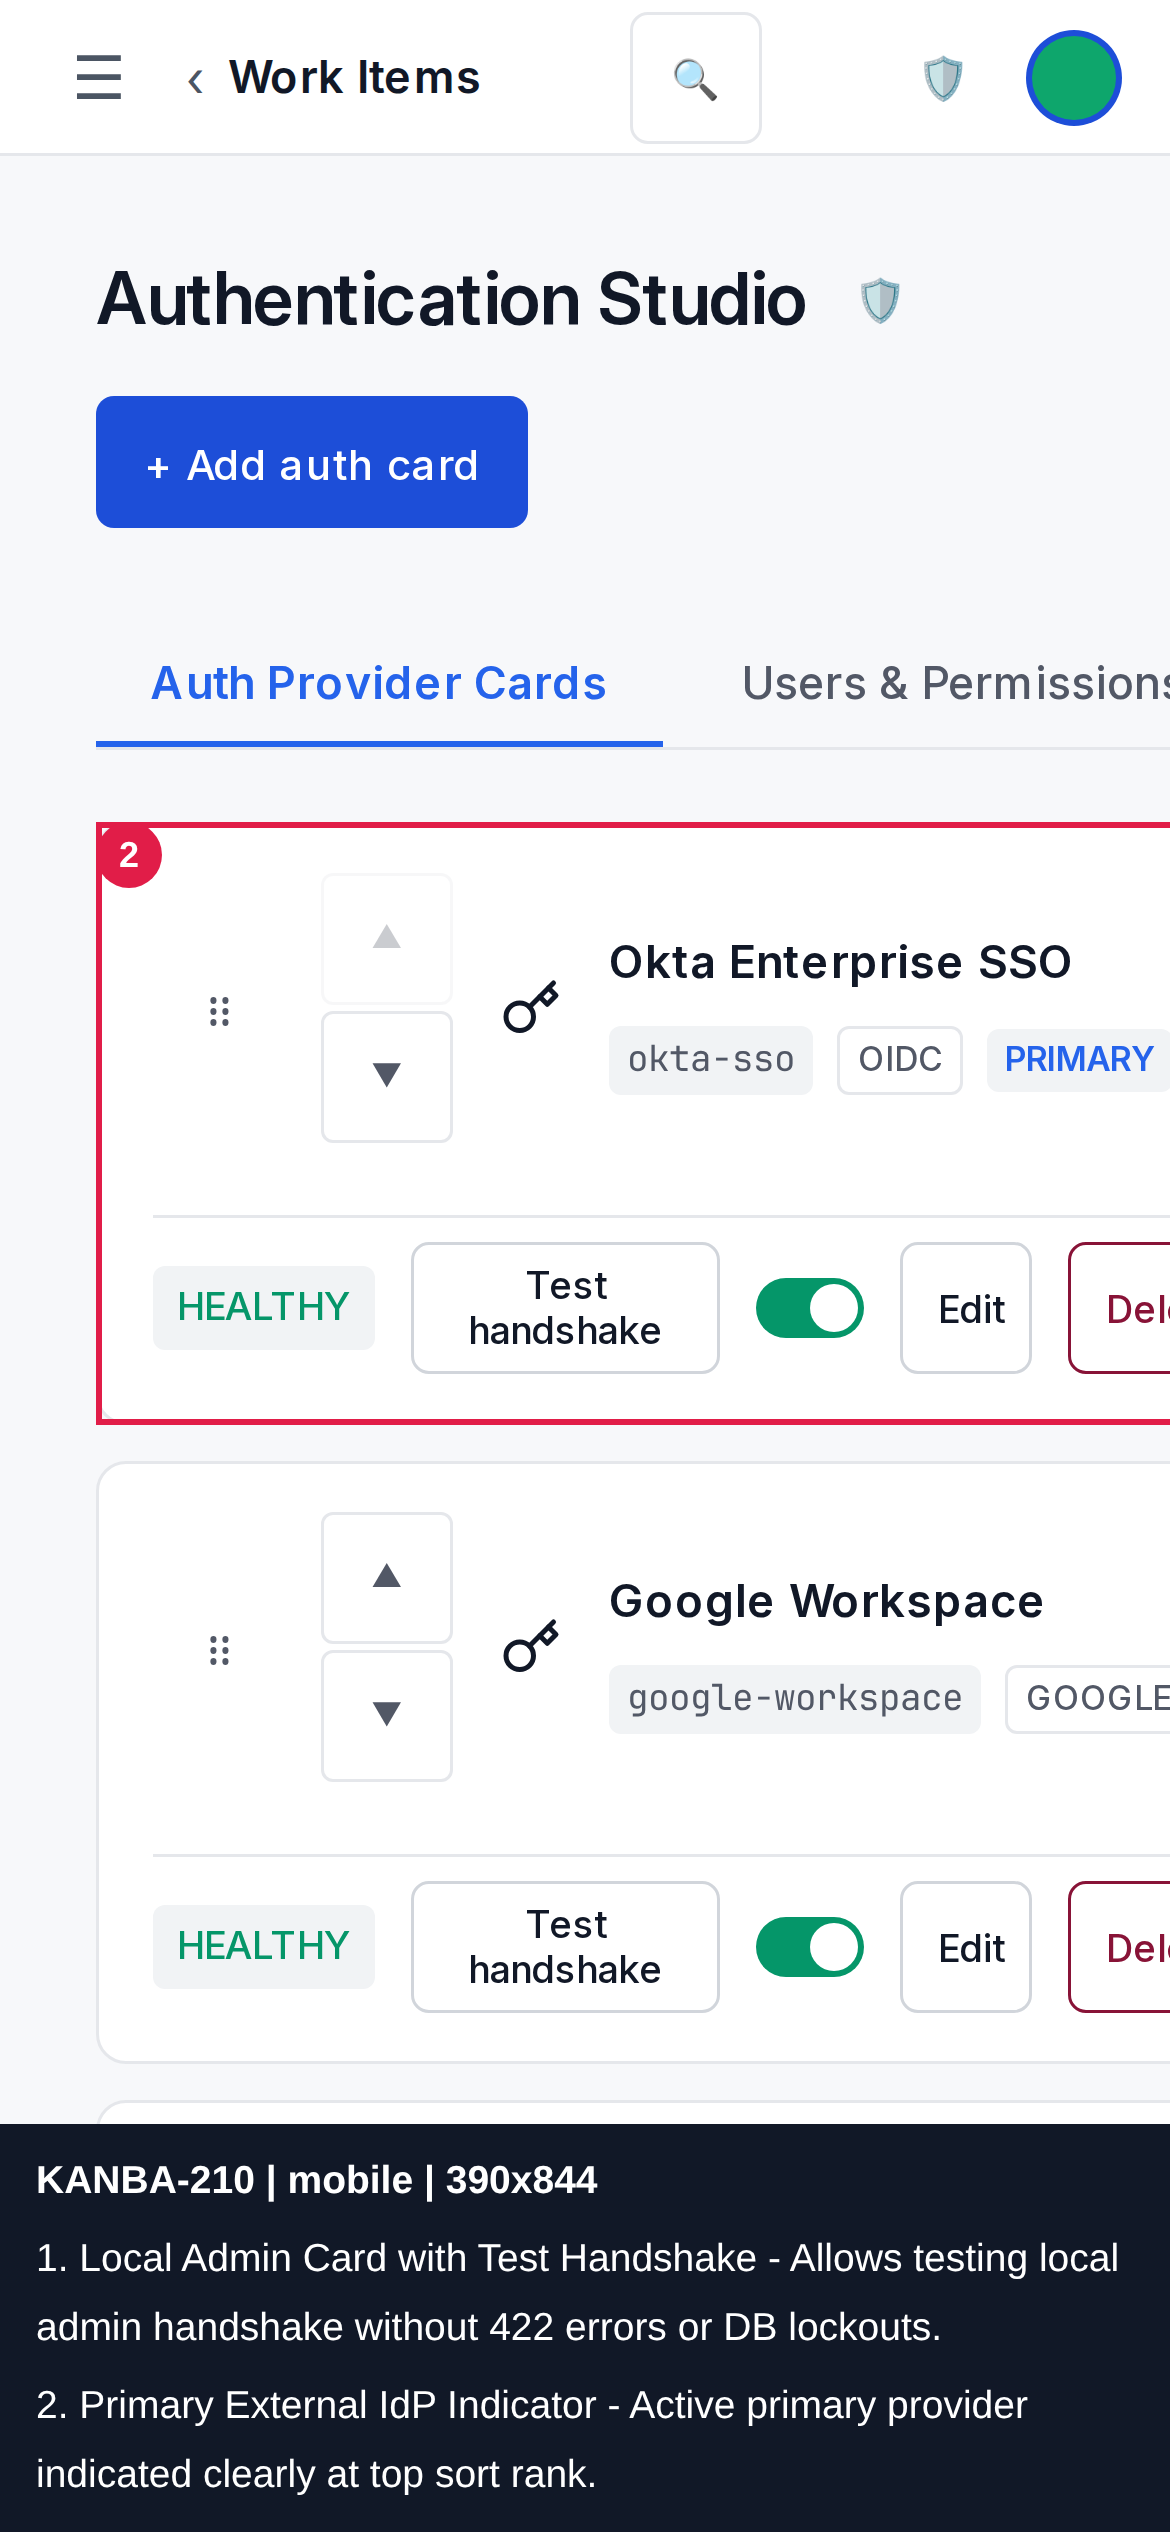 ☰ ‹ Work Items
Authentication Studio
+ Add auth card
Auth Provider Cards Users & Permissions
2
▲
Okta Enterprise SSO
okta-sso OIDC PRIMARY
▼
HEALTHY Test handshake Edit
▲
Google Workspace
google-workspace GOOGLE
▼
HEALTHY Test handshake Edit
KANBA-210 | mobile | 390x844
1. Local Admin Card with Test Handshake - Allows testing local
admin handshake without 422 errors or DB lockouts.
2. Primary External IdP Indicator - Active primary provider
indicated clearly at top sort rank.